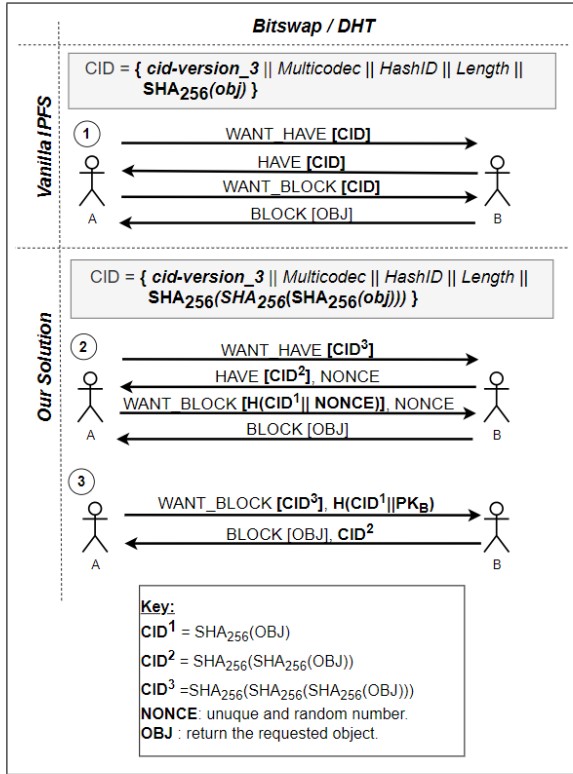 Bitswap / DHT
Vanilla IPFS
CID = { cid-version_3 || Multicodec || HashID || Length ||
SHA256(obj) }
1
WANT_HAVE [CID]
HAVE [CID]
WANT_BLOCK [CID]
BLOCK [OBJ]
A
B
Our Solution
CID = { cid-version_3 || Multicodec || HashID || Length ||
SHA256(SHA256(SHA256(obj))) }
2
WANT_HAVE [CID³]
HAVE [CID²], NONCE
WANT_BLOCK [H(CID¹|| NONCE)], NONCE
BLOCK [OBJ]
A
B
3
WANT_BLOCK [CID³], H(CID¹||PKB)
BLOCK [OBJ], CID²
A
B
Key:
CID¹ = SHA256(OBJ)
CID² = SHA256(SHA256(OBJ))
CID³ =SHA256(SHA256(SHA256(OBJ)))
NONCE: unuque and random number.
OBJ : return the requested object.